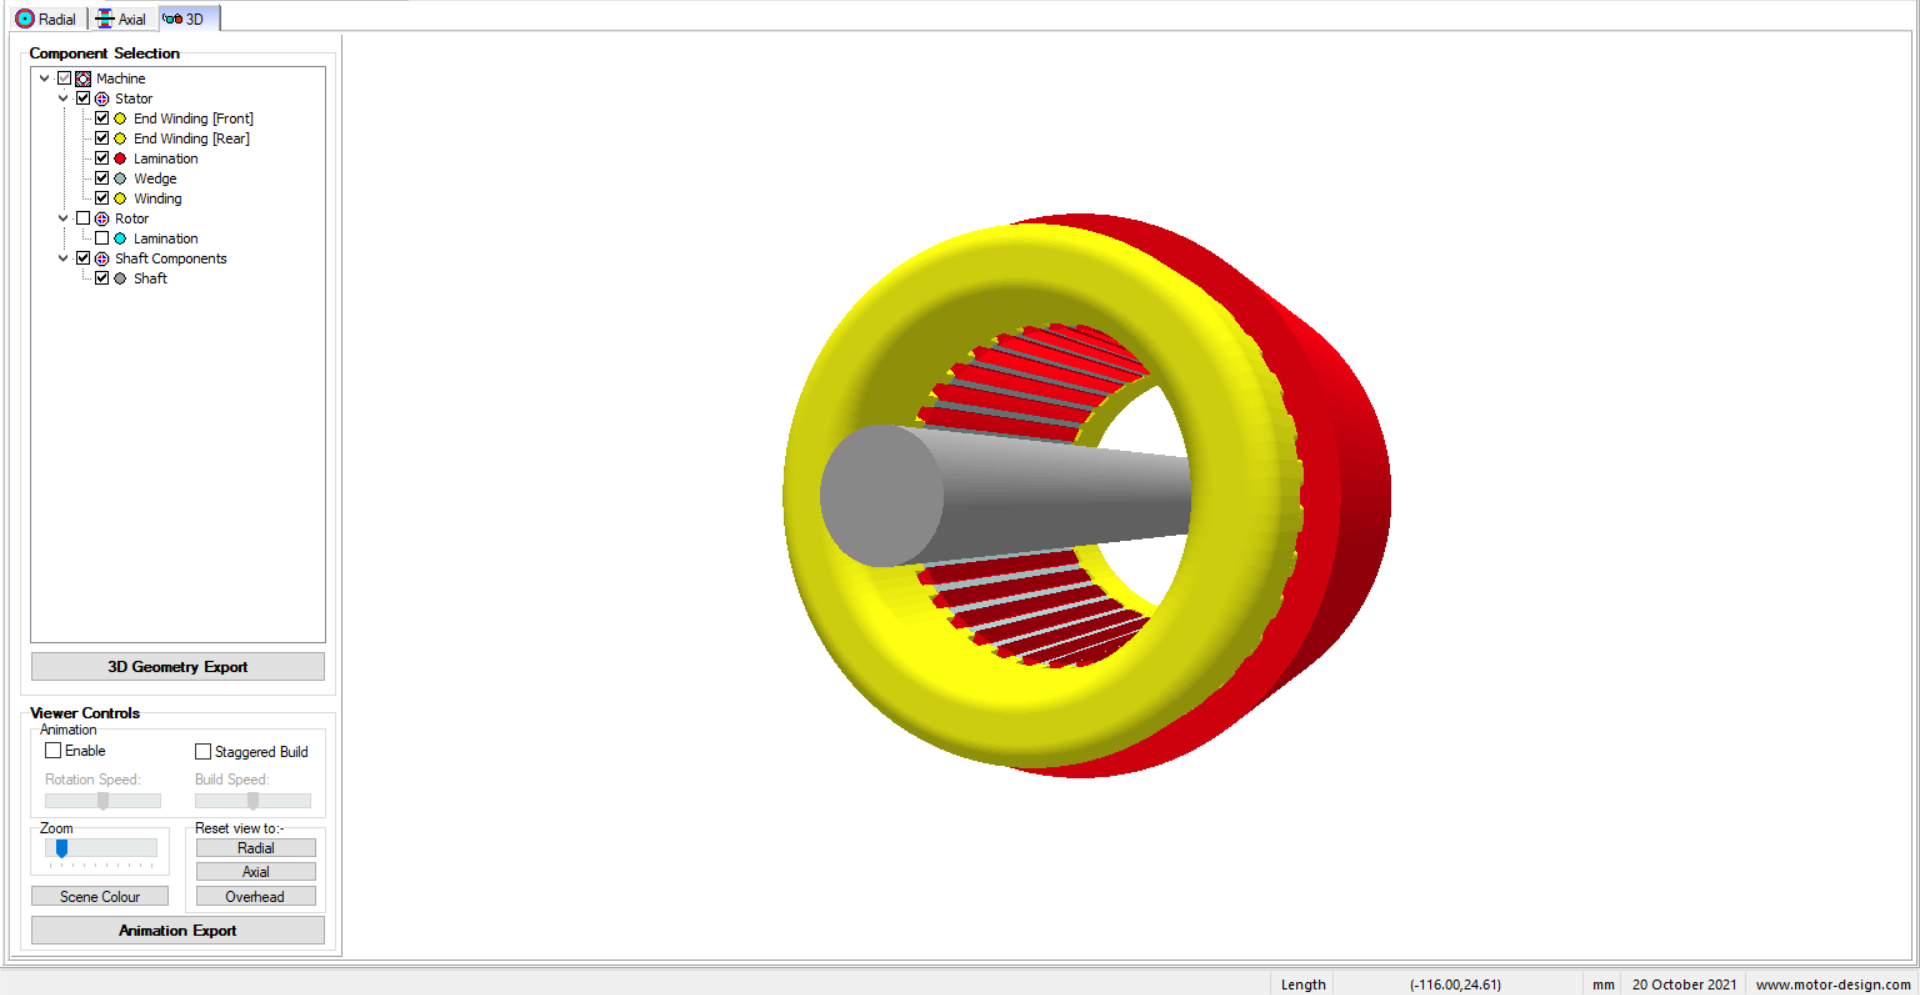 Radial Axial 3D
Component Selection
Machine
Stator
End Winding [Front]
End Winding [Rear]
Lamination
Wedge
Winding
Rotor
Lamination
Shaft Components
Shaft
3D Geometry Export
Viewer Controls
Animation
Enable Staggered Build
Rotation Speed: Build Speed:
Zoom Reset view to:-
Radial
Axial
Scene Colour Overhead
Animation Export
Length (-116.00,24.61) mm 20 October 2021 www.motor-design.com